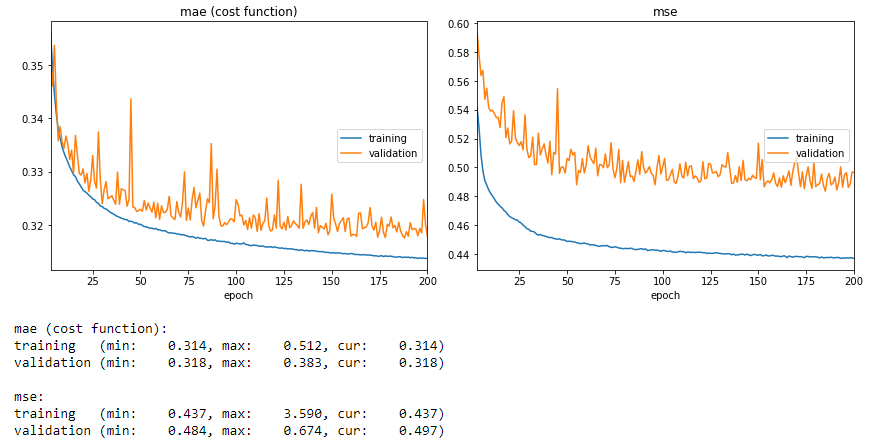 mae (cost function)
0.35
0.34
0.33
0.32
training
validation
25 50 75 100 125 150 175 200
epoch
mse
0.60
0.58
0.56
0.54
0.52
0.50
0.48
0.46
0.44
training
validation
25 50 75 100 125 150 175 200
epoch
mae (cost function):
training   (min:    0.314, max:    0.512, cur:    0.314)
validation (min:    0.318, max:    0.383, cur:    0.318)
mse:
training   (min:    0.437, max:    3.590, cur:    0.437)
validation (min:    0.484, max:    0.674, cur:    0.497)